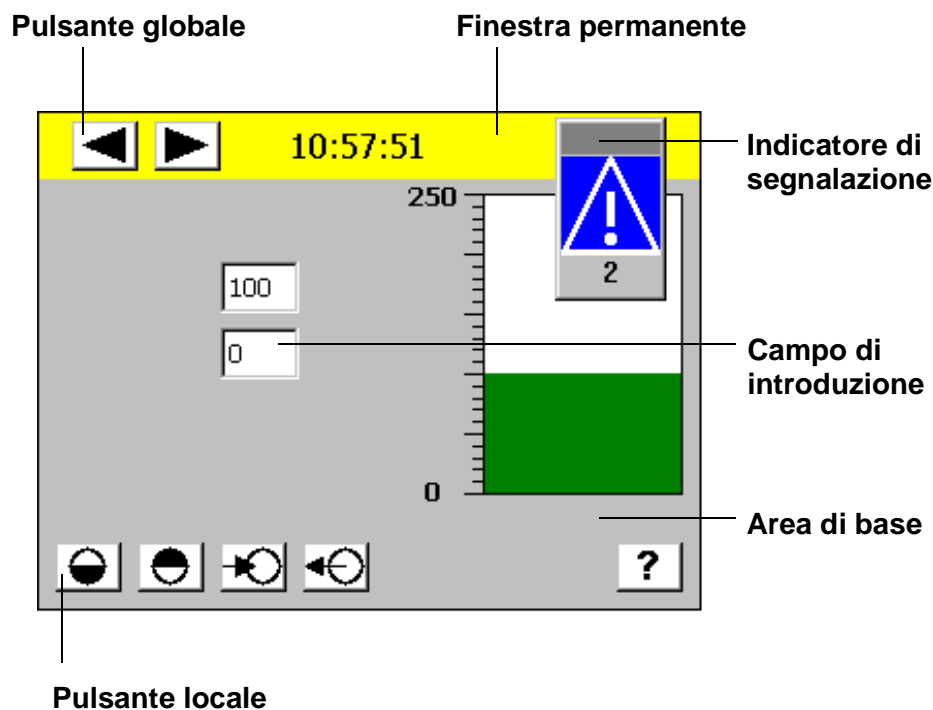 Pulsante globale
Finestra permanente
10:57:51
Indicatore di
segnalazione
250
2
100
0
Campo di
introduzione
0
Area di base
?
Pulsante locale